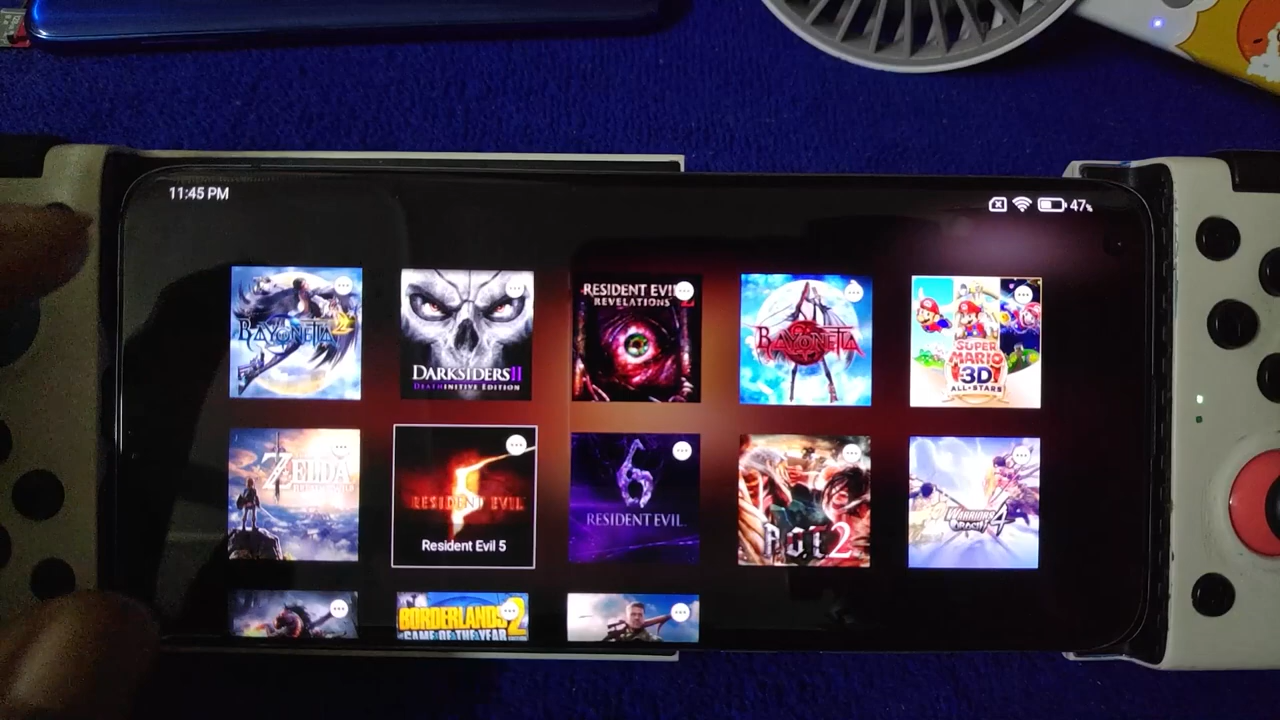 11:45 PM
47%
BAYONETTA 2
DARKSIDERS II
DEATHINITIVE EDITION
RESIDENT EVIL
REVELATIONS 2
BAYONETTA
SUPER
MARIO
3D
ALL-STARS
ZELDA
RESIDENT EVIL
Resident Evil 5
6
RESIDENT EVIL
A.O.T. 2
WARRIORS
OROCHI 4
BORDERLANDS 2
GAME OF THE YEAR